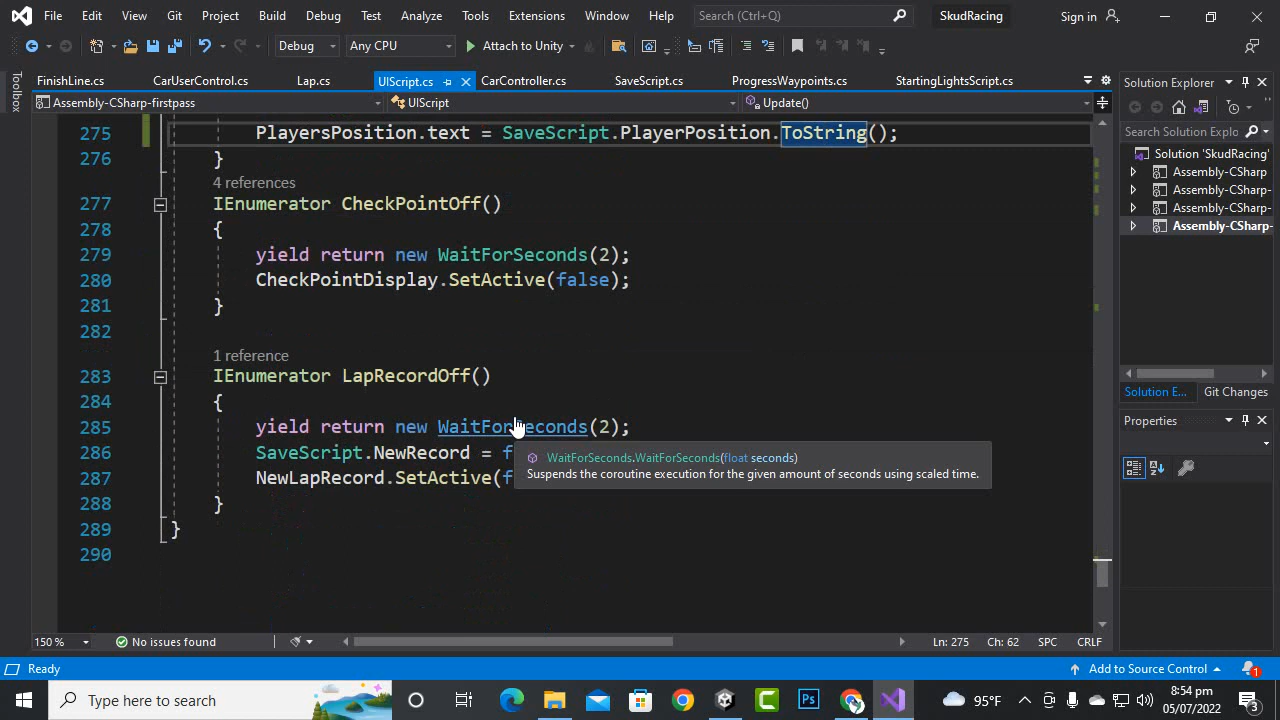 File Edit View Git Project Build Debug Test Analyze Tools Extensions Window Help Search (Ctrl+Q) SkudRacing Sign in
Debug Any CPU Attach to Unity
Toolbox
FinishLine.cs CarUserControl.cs Lap.cs UIScript.cs CarController.cs SaveScript.cs ProgressWaypoints.cs StartingLightsScript.cs
Assembly-CSharp-firstpass UIScript Update()
275 PlayersPosition.text = SaveScript.PlayerPosition.ToString();
276 }
4 references
277 IEnumerator CheckPointOff()
278 {
279 yield return new WaitForSeconds(2);
280 CheckPointDisplay.SetActive(false);
281 }
282
1 reference
283 IEnumerator LapRecordOff()
284 {
285 yield return new WaitForSeconds(2);
286 SaveScript.NewRecord = f
WaitForSeconds.WaitForSeconds(float seconds)
Suspends the coroutine execution for the given amount of seconds using scaled time.
287 NewLapRecord.SetActive(f
288 }
289 }
290
150 % No issues found Ln: 275 Ch: 62 SPC CRLF
Solution Explorer
Search Solution Explo
Solution 'SkudRacing'
Assembly-CSharp
Assembly-CSharp-
Assembly-CSharp-
Assembly-CSharp-
Solution E... Git Changes
Properties
Ready Add to Source Control 1
Type here to search 95°F 8:54 pm
05/07/2022 3